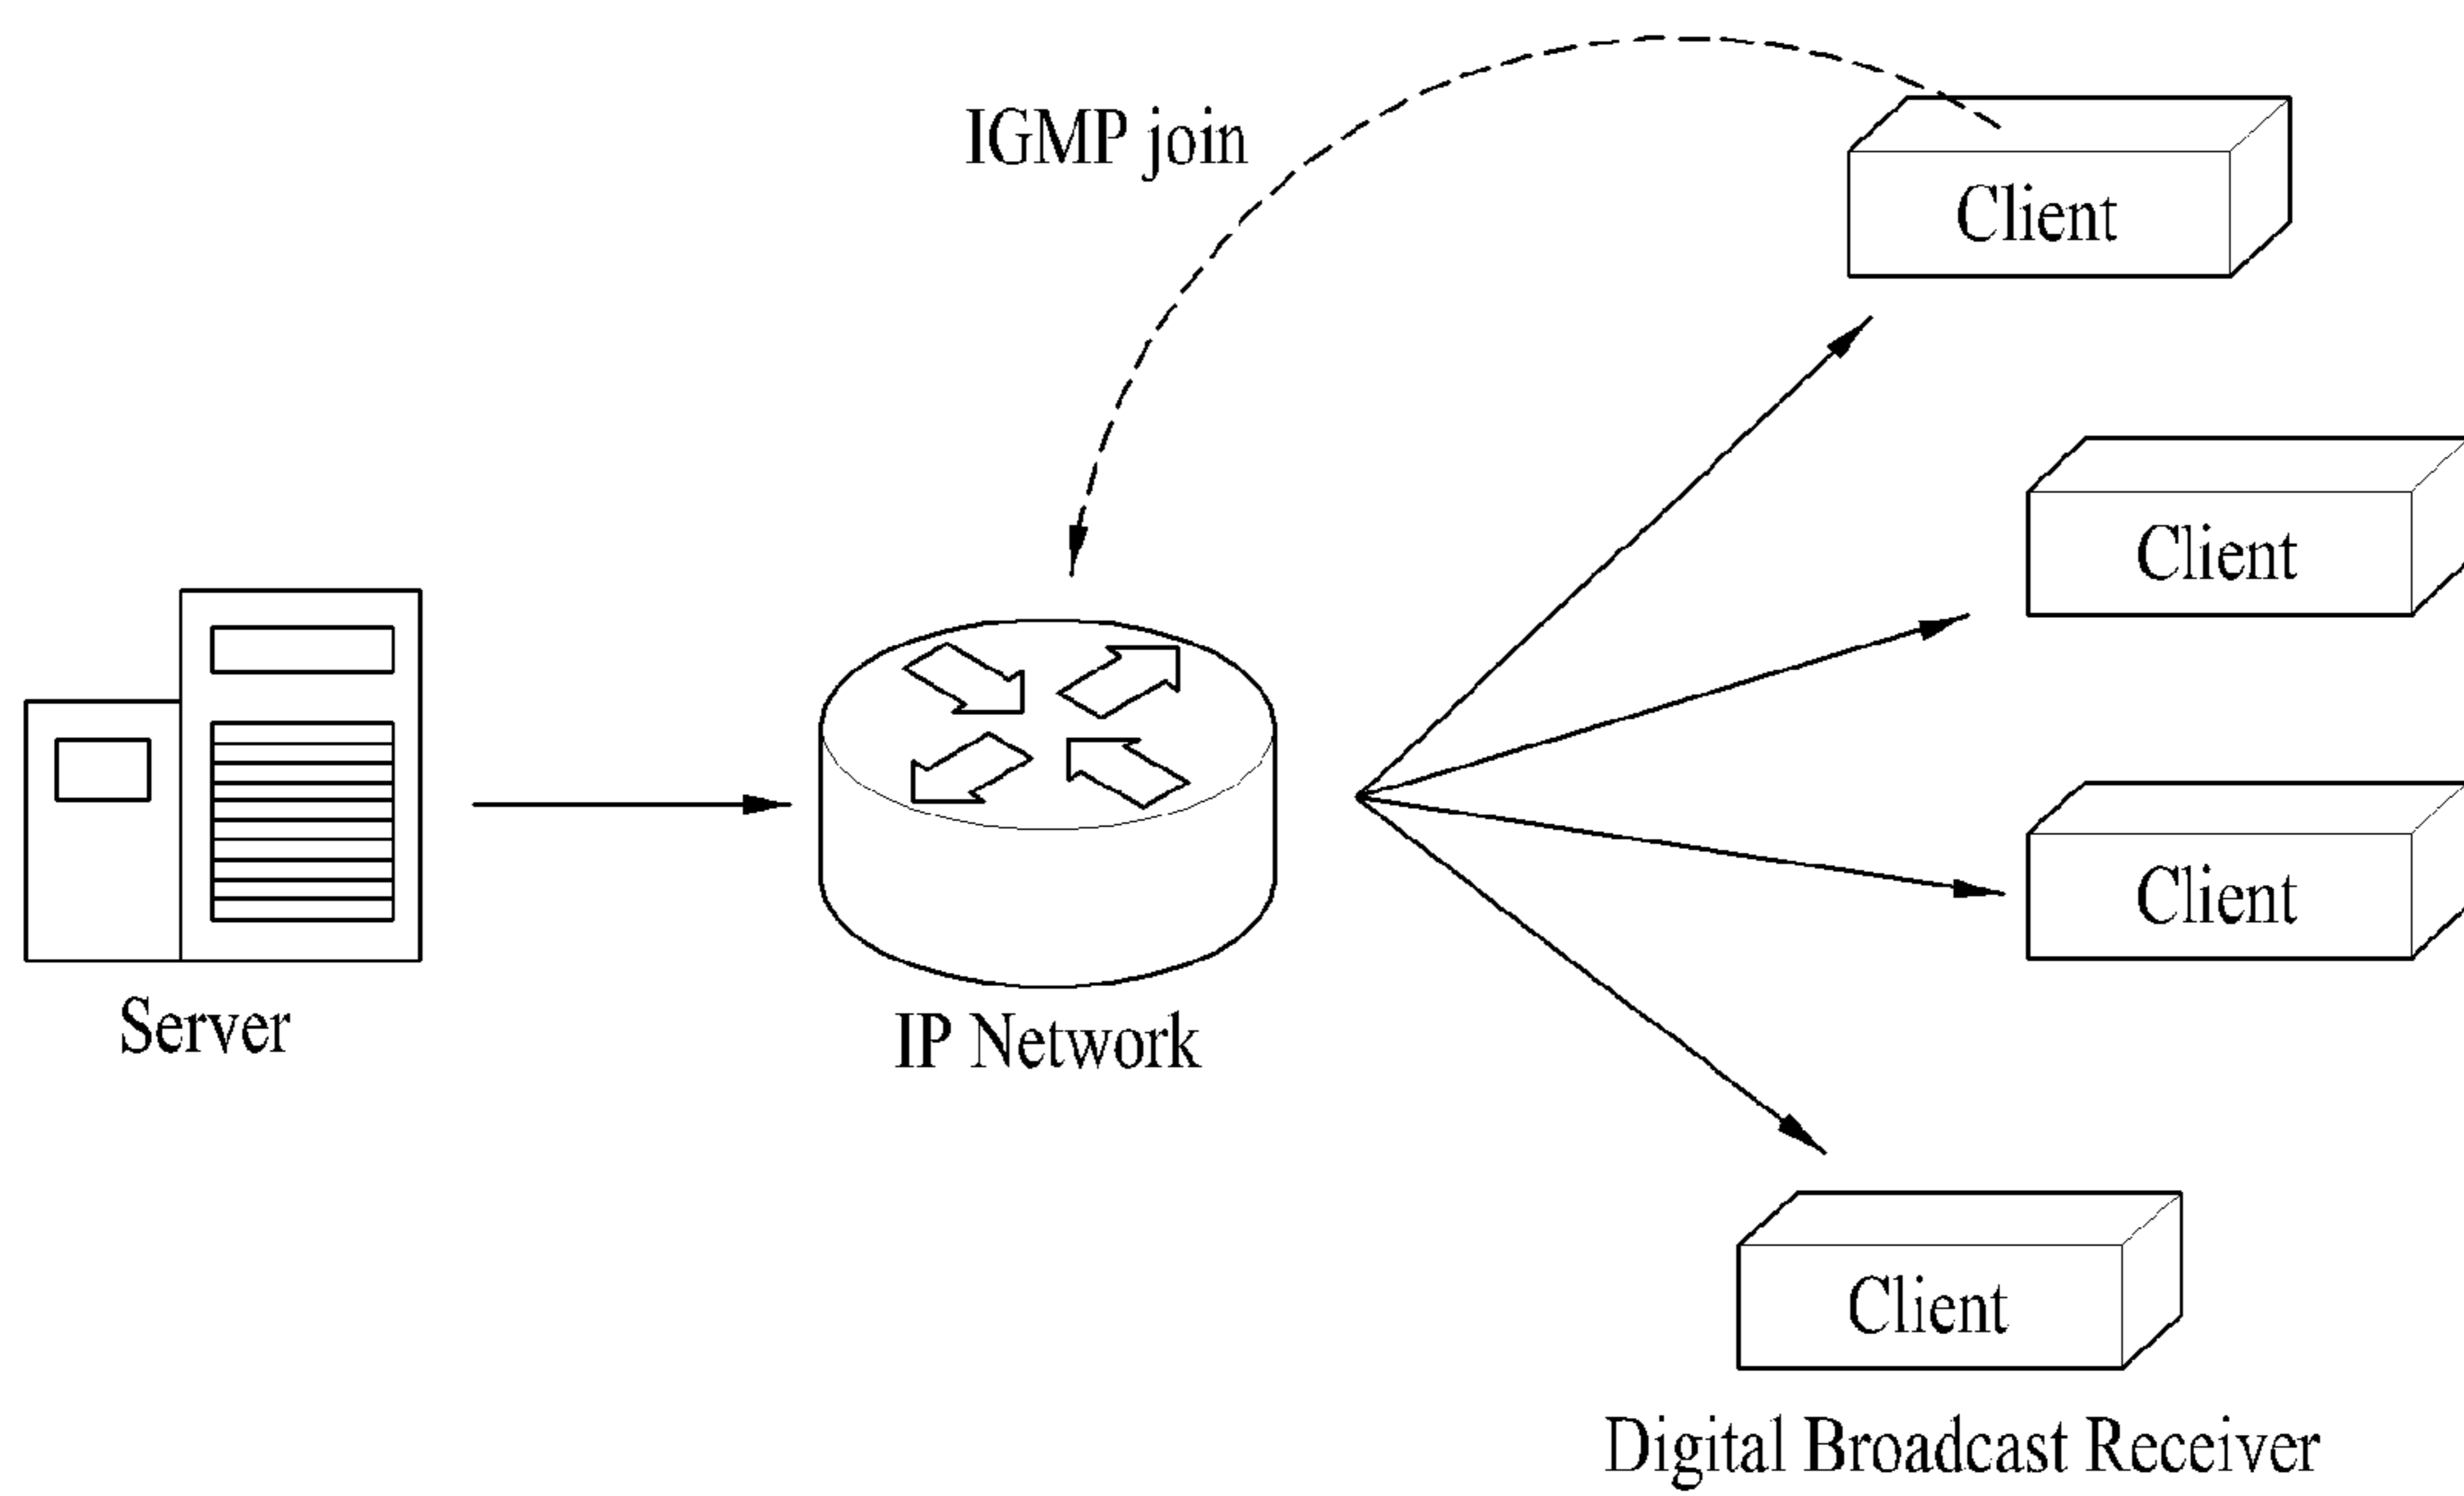 IGMP join
Client
Client
Client
Server
IP Network
Client
Digital Broadcast Receiver